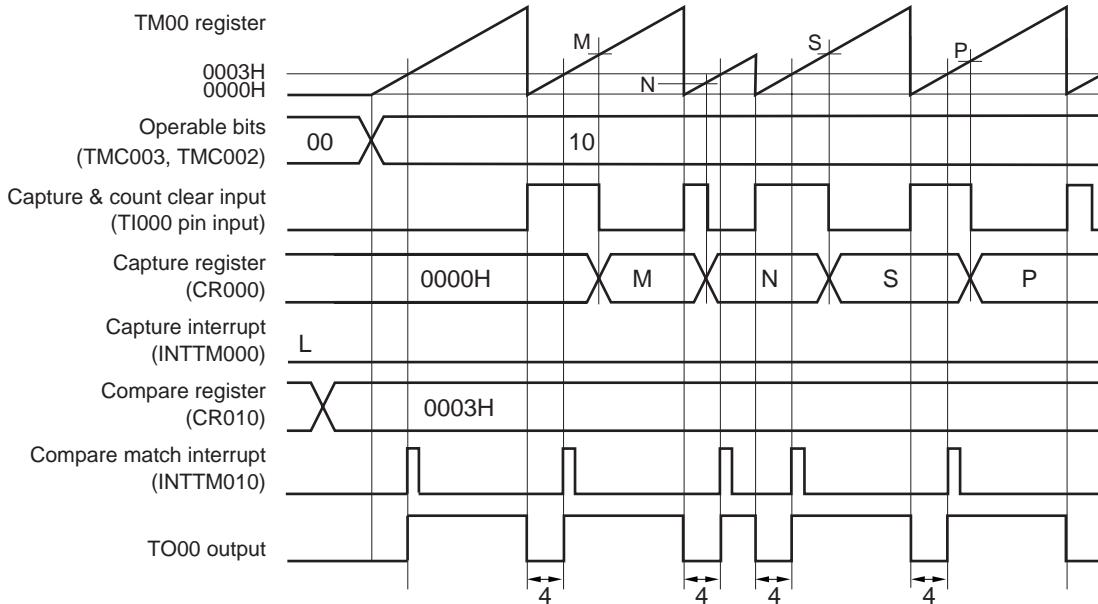 TM00 register
M
S
P
0003H
N
0000H
Operable bits
(TMC003, TMC002)
00
10
Capture & count clear input
(TI000 pin input)
Capture register
(CR000)
0000H
M
N
S
P
Capture interrupt
(INTTM000)
L
Compare register
(CR010)
0003H
Compare match interrupt
(INTTM010)
TO00 output
4
4
4
4